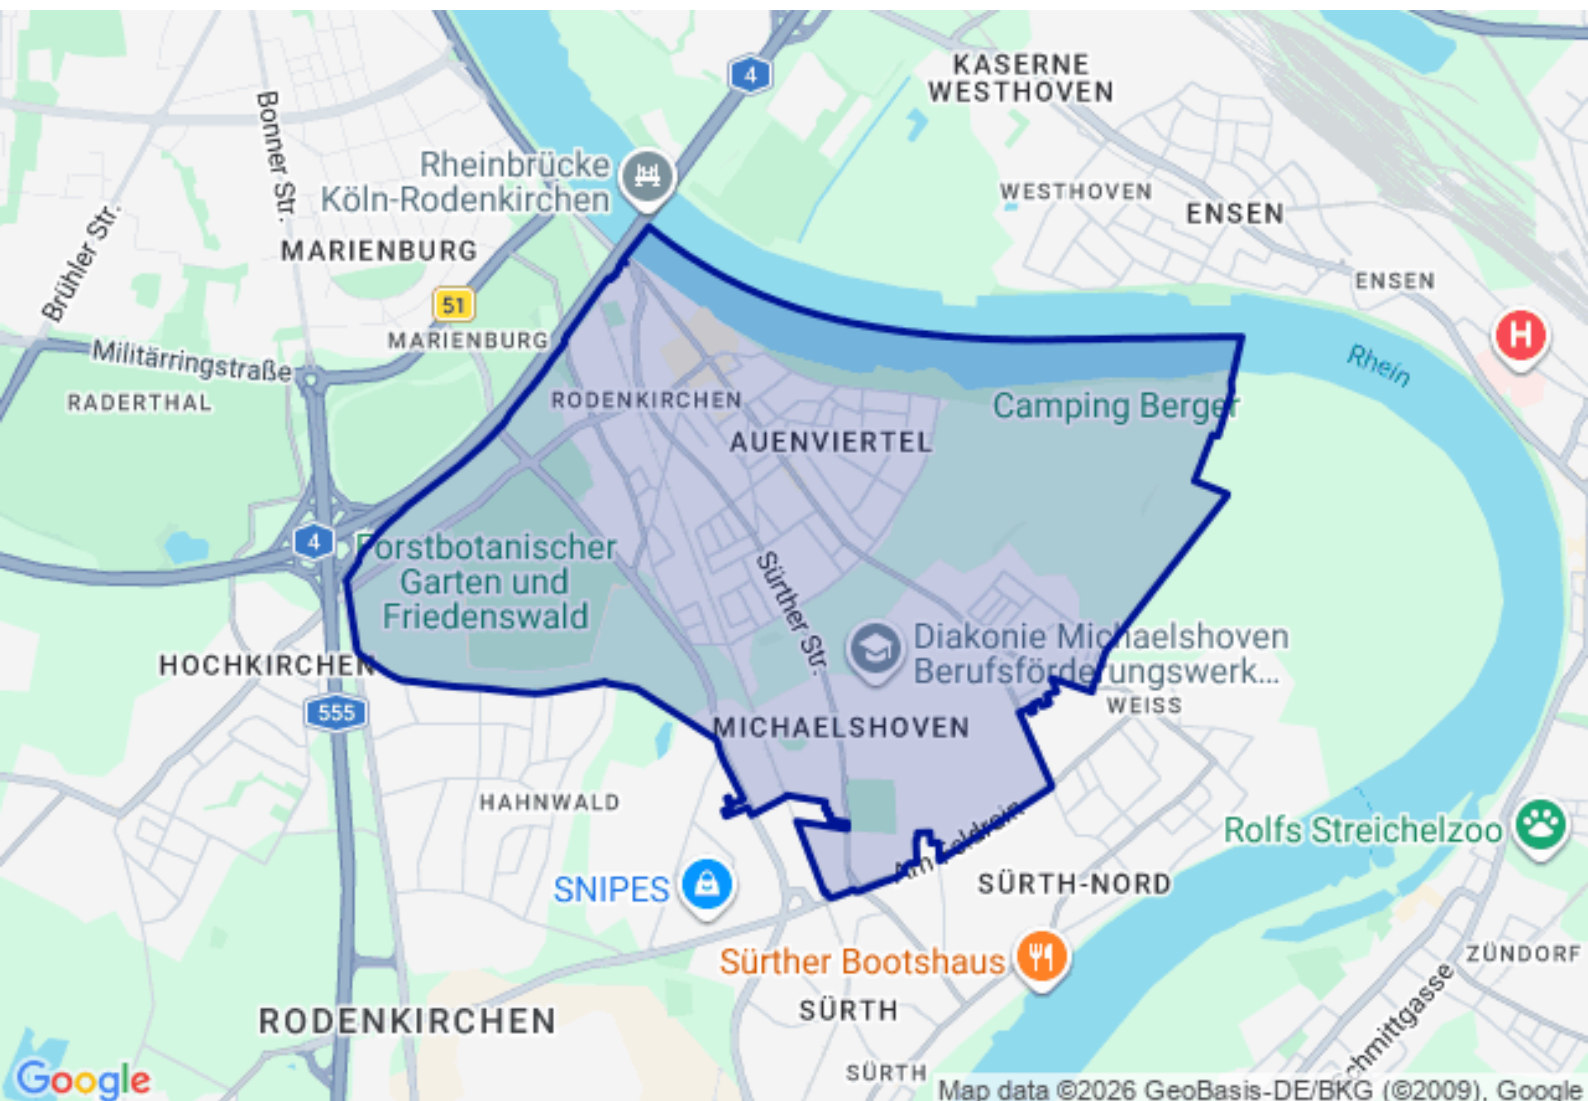 KASERNE
WESTHOVEN
4
Bonner Str.
Rheinbrücke
Köln-Rodenkirchen
WESTHOVEN
ENSEN
Brühler Str.
MARIENBURG
ENSEN
51
MARIENBURG
H
Militärringstraße
Rhein
RADERTHAL
RODENKIRCHEN
Camping Berger
AUENVIERTEL
4
Forstbotanischer
Garten und
Friedenswald
Sürther Str.
Diakonie Michaelshoven
Berufsförderungswerk...
HOCHKIRCHEN
WEISS
555
MICHAELSHOVEN
HAHNWALD
Am Feldrain
Rolfs Streichelzoo
SNIPES
SÜRTH-NORD
Sürther Bootshaus
ZÜNDORF
SÜRTH
RODENKIRCHEN
SÜRTH
Google
Map data ©2026 GeoBasis-DE/BKG (©2009), Google